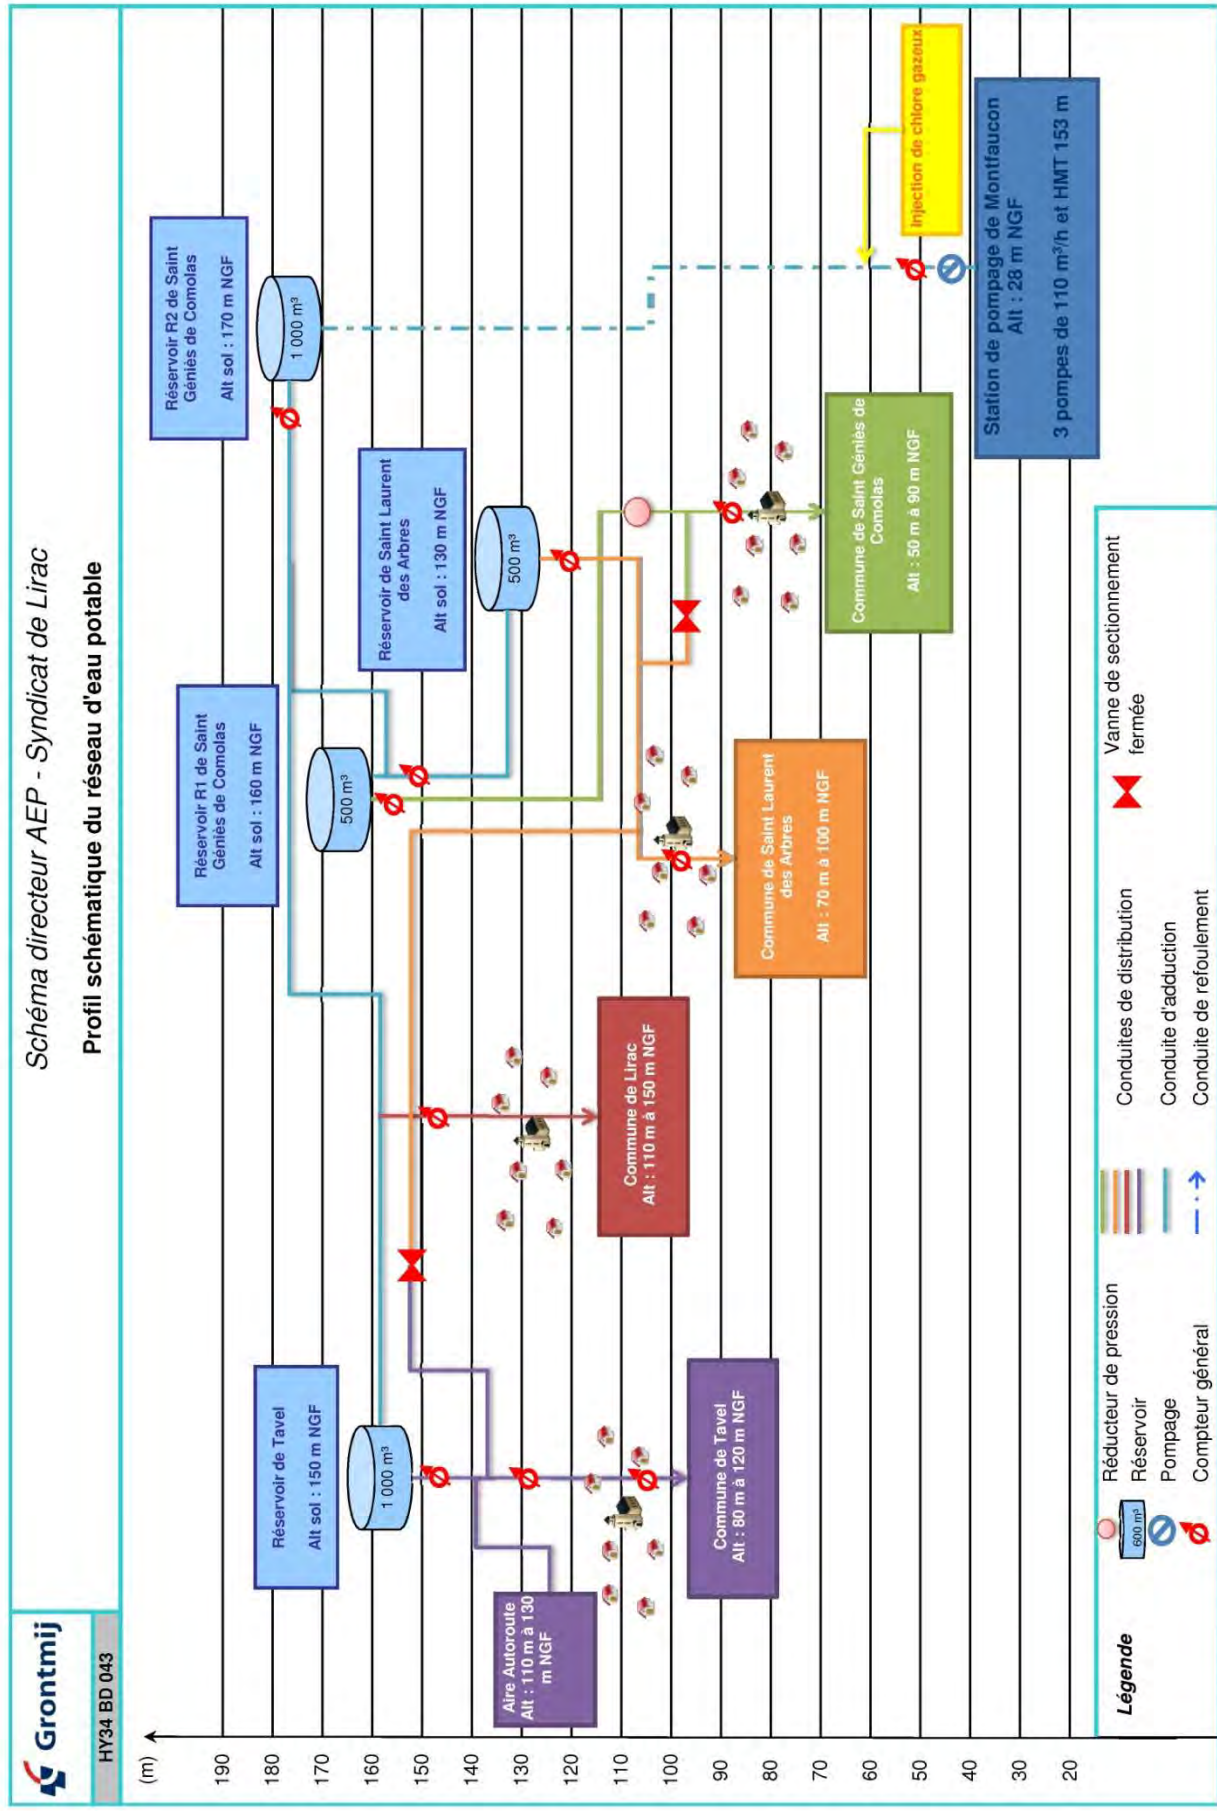 Grontmij
HY34 BD 043
Schéma directeur AEP - Syndicat de Lirac
Profil schématique du réseau d'eau potable
(m)
190
180
170
160
150
140
130
120
110
100
90
80
70
60
50
40
30
20
Réservoir de Tavel
Alt sol : 150 m NGF
1 000 m³
Aire Autoroute
Alt : 110 m à 130
m NGF
Commune de Tavel
Alt : 80 m à 120 m NGF
Commune de Lirac
Alt : 110 m à 150 m NGF
Réservoir R1 de Saint
Géniès de Comolas
Alt sol : 160 m NGF
500 m³
Commune de Saint Laurent
des Arbres
Alt : 70 m à 100 m NGF
Réservoir de Saint Laurent
des Arbres
Alt sol : 130 m NGF
500 m³
Commune de Saint Géniès de
Comolas
Alt : 50 m à 90 m NGF
Réservoir R2 de Saint
Géniès de Comolas
Alt sol : 170 m NGF
1 000 m³
Injection de chlore gazeux
Station de pompage de Montfaucon
Alt : 28 m NGF
3 pompes de 110 m³/h et HMT 153 m
Légende
Réducteur de pression
600 m³
Réservoir
Pompage
Compteur général
Conduites de distribution
Conduite d'adduction
Conduite de refoulement
Vanne de sectionnement
fermée